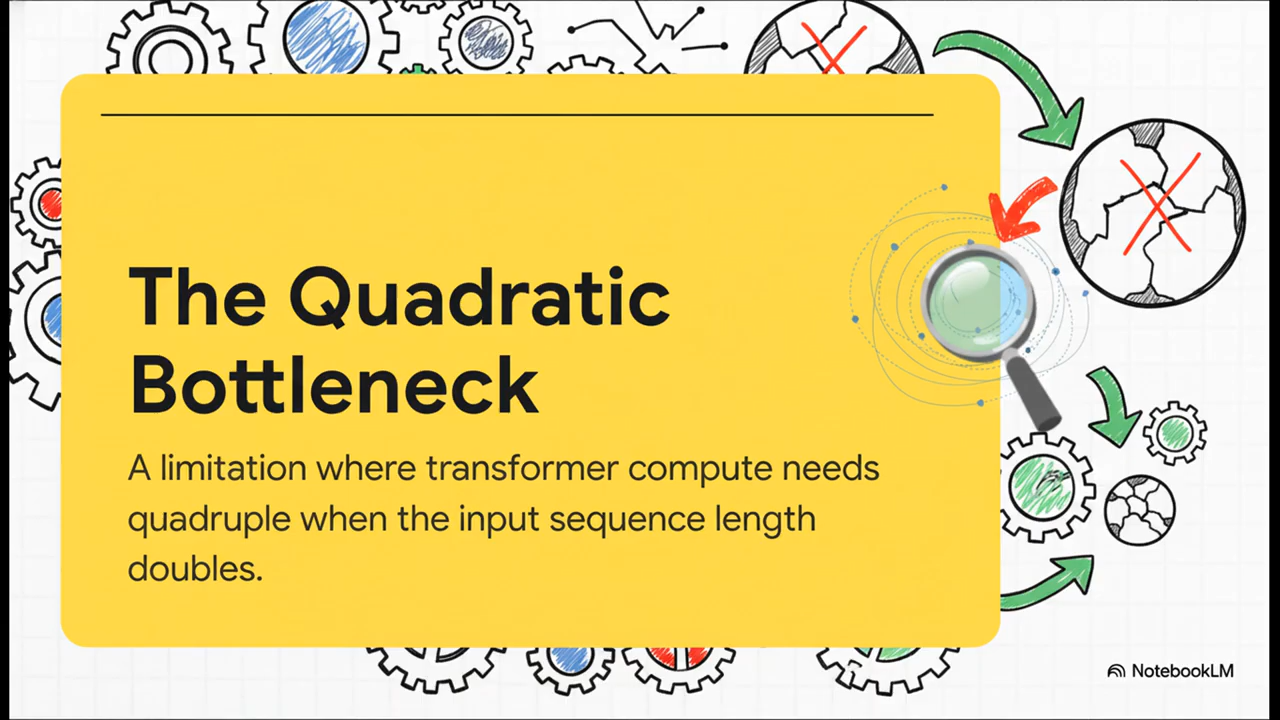 The Quadratic
Bottleneck
A limitation where transformer compute needs
quadruple when the input sequence length
doubles.
NotebookLM